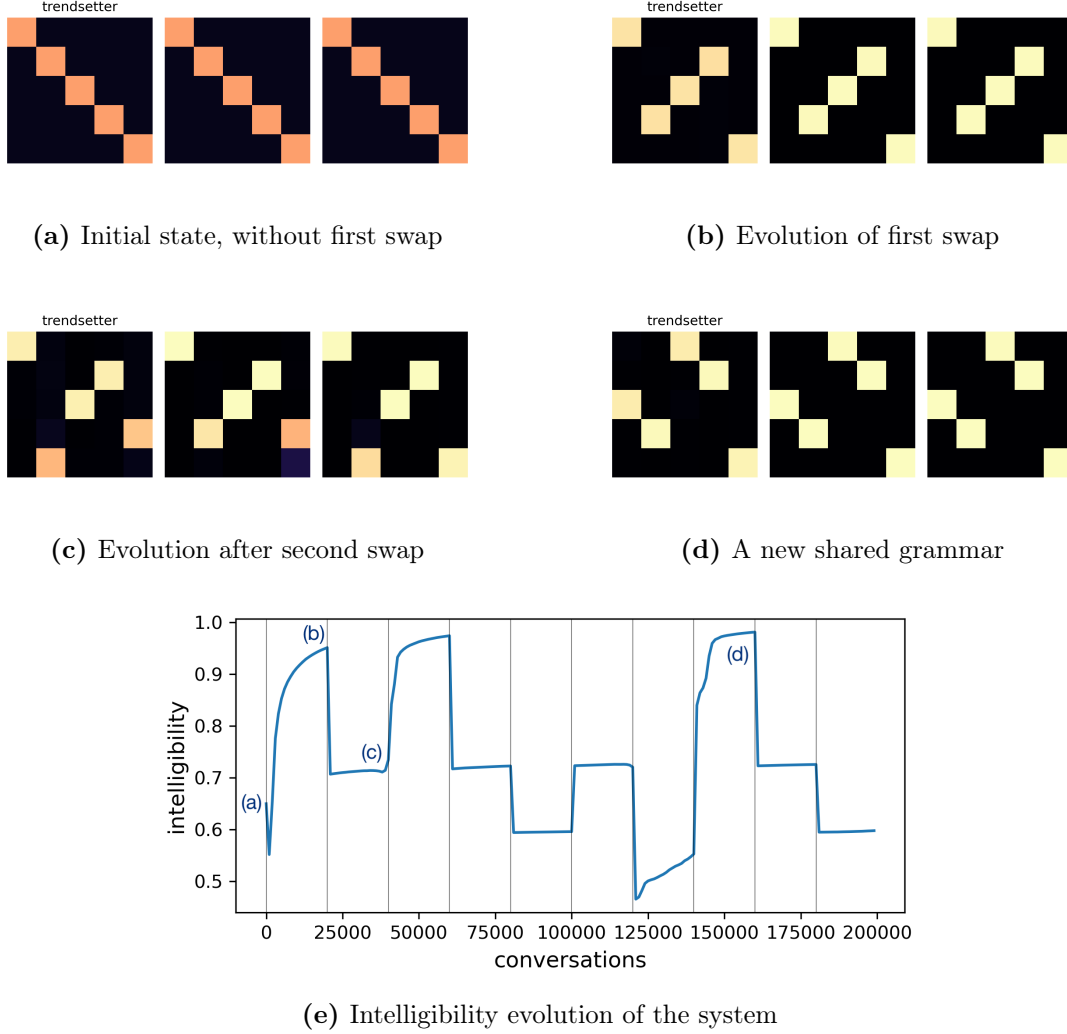 trendsetter
trendsetter
(a) Initial state, without first swap
(b) Evolution of first swap
trendsetter
trendsetter
(c) Evolution after second swap
(d) A new shared grammar
1.0
0.9
0.8
0.7
0.6
0.5
intelligibility
(a)
(b)
(c)
(d)
0 25000 50000 75000 100000 125000 150000 175000 200000
conversations
(e) Intelligibility evolution of the system